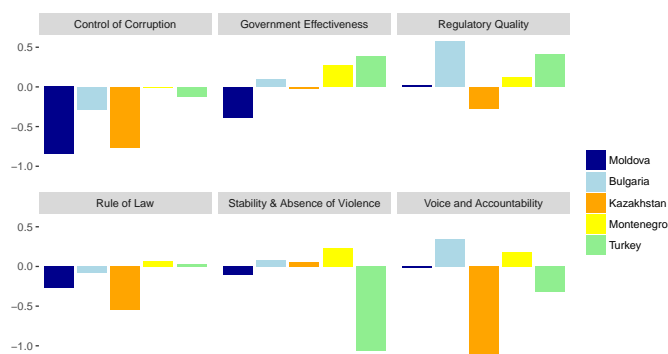 Control of Corruption
Government Effectiveness
Regulatory Quality
0.5
0.0
−0.5
−1.0
Rule of Law
Stability & Absence of Violence
Voice and Accountability
0.5
0.0
−0.5
−1.0
Moldova
Bulgaria
Kazakhstan
Montenegro
Turkey